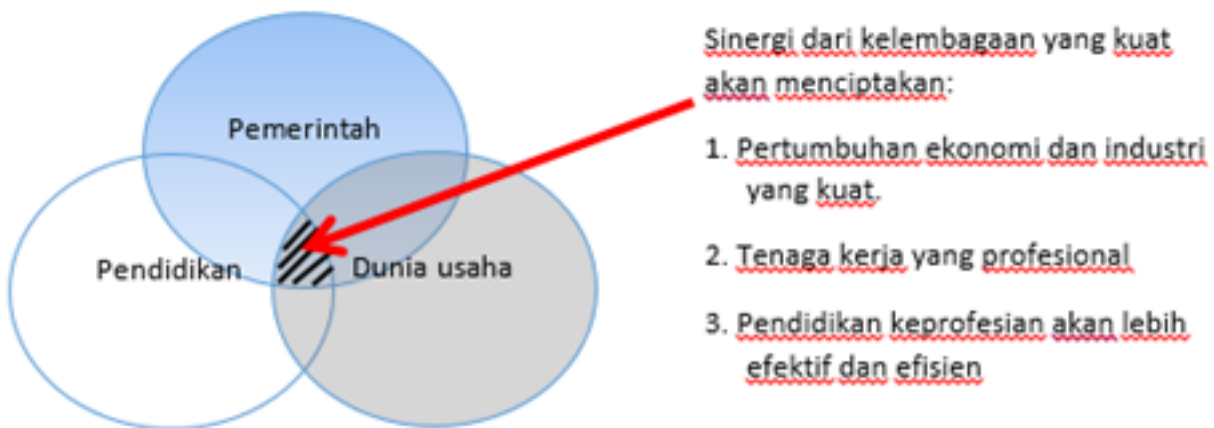 Pemerintah
Pendidikan
Dunia usaha
Sinergi dari kelembagaan yang kuat
akan menciptakan:
1. Pertumbuhan ekonomi dan industri
yang kuat.
2. Tenaga kerja yang profesional
3. Pendidikan keprofesian akan lebih
efektif dan efisien